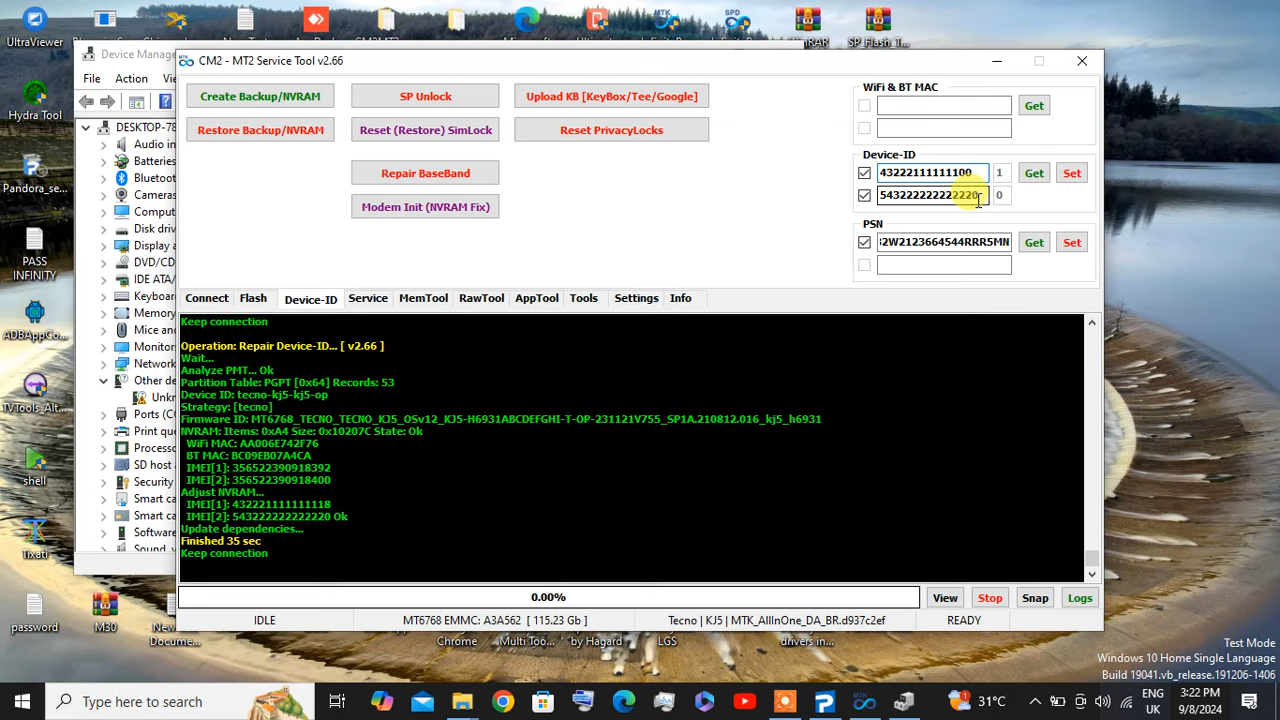 UltraViewer
SP_Flash_T...
Device Manag
File
Action
CM2 - MT2 Service Tool v2.66
Create Backup/NVRAM
SP Unlock
Upload KB [KeyBox/Tee/Google]
Restore Backup/NVRAM
Reset (Restore) SimLock
Reset PrivacyLocks
Repair BaseBand
Modem Init (NVRAM Fix)
WiFi & BT MAC
Get
Device-ID
43222111111100
1
Get
Set
543222222222220
0
PSN
2W2123664544RRR5MN
Get
Set
Hydra Tool
Pandora_se...
PASS
INFINITY
ADBAppCo...
TVTools_Alt...
shell
Tixati
DESKTOP-78
Audio in
Batteries
Bluetoot
Cameras
Comput
Disk driv
Display a
DVD/CD
IDE ATA/
Keyboar
Memory
Mice an
Monitor
Network
Other de
Unkn
Ports (C
Print qu
Processo
SD host a
Security
Smart ca
Smart ca
Software
Sound, v
Connect
Flash
Device-ID
Service
MemTool
RawTool
AppTool
Tools
Settings
Info
Keep connection
Operation: Repair Device-ID... [ v2.66 ]
Wait...
Analyze PMT... Ok
Partition Table: PGPT [0x64] Records: 53
Device ID: tecno-kj5-kj5-op
Strategy: [tecno]
Firmware ID: MT6768_TECNO_TECNO_KJ5_OSv12_KJ5-H6931ABCDEFGHI-T-OP-231121V755_SP1A.210812.016_kj5_h6931
NVRAM: Items: 0xA4 Size: 0x10207C State: Ok
WiFi MAC: AA006E742F76
BT MAC: BC09EB07A4CA
IMEI[1]: 356522390918392
IMEI[2]: 356522390918400
Adjust NVRAM...
IMEI[1]: 432221111111118
IMEI[2]: 543222222222220 Ok
Update dependencies...
Finished 35 sec
Keep connection
0.00%
View
Stop
Snap
Logs
IDLE
MT6768 EMMC: A3A562 [ 115.23 Gb ]
Tecno | KJ5 | MTK_AllInOne_DA_BR.d937c2ef
READY
password
M30
New
Docume...
Chrome
Multi Too...
by Hagard
LGS
drivers in...
Test Mode
Windows 10 Home Single Language
Build 19041.vb_release.191206-1406
Type here to search
31°C
ENG
UK
3:22 PM
9/8/2024